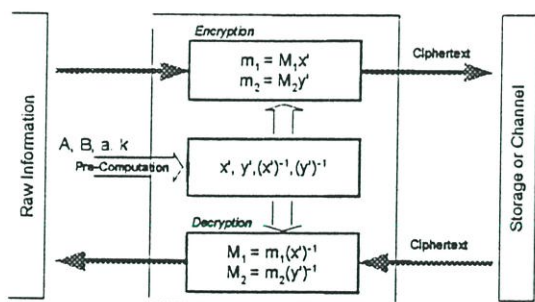 Encryption
m₁ = M₁x'
m₂ = M₂y'
Ciphertext
Raw Information
A, B, a. k
Pre-Computation
x', y', (x')⁻¹, (y')⁻¹
Storage or Channel
Decryption
M₁ = m₁(x')⁻¹
M₂ = m₂(y')⁻¹
Ciphertext